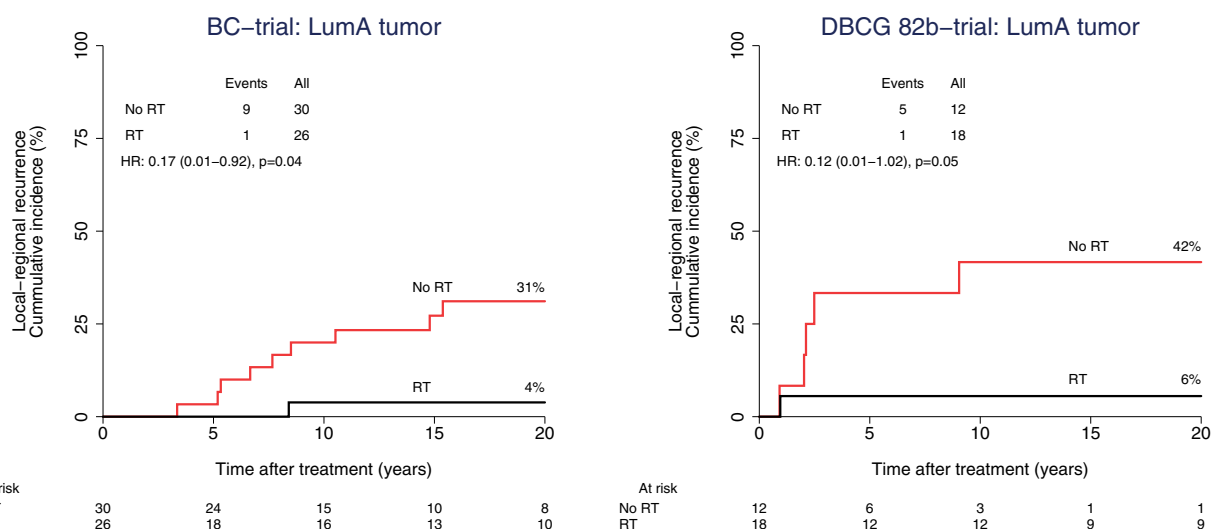 BC−trial: LumA tumor
Events All
No RT 9 30
RT 1 26
HR: 0.17 (0.01−0.92), p=0.04
Local−regional recurrence
Cummulative incidence (%)
100
75
50
25
0
No RT 31%
RT 4%
0 5 10 15 20
Time after treatment (years)
risk
30 24 15 10 8
26 18 16 13 10
DBCG 82b−trial: LumA tumor
Events All
No RT 5 12
RT 1 18
HR: 0.12 (0.01−1.02), p=0.05
Local−regional recurrence
Cummulative incidence (%)
100
75
50
25
0
No RT 42%
RT 6%
0 5 10 15 20
Time after treatment (years)
At risk
No RT 12 6 3 1 1
RT 18 12 12 9 9